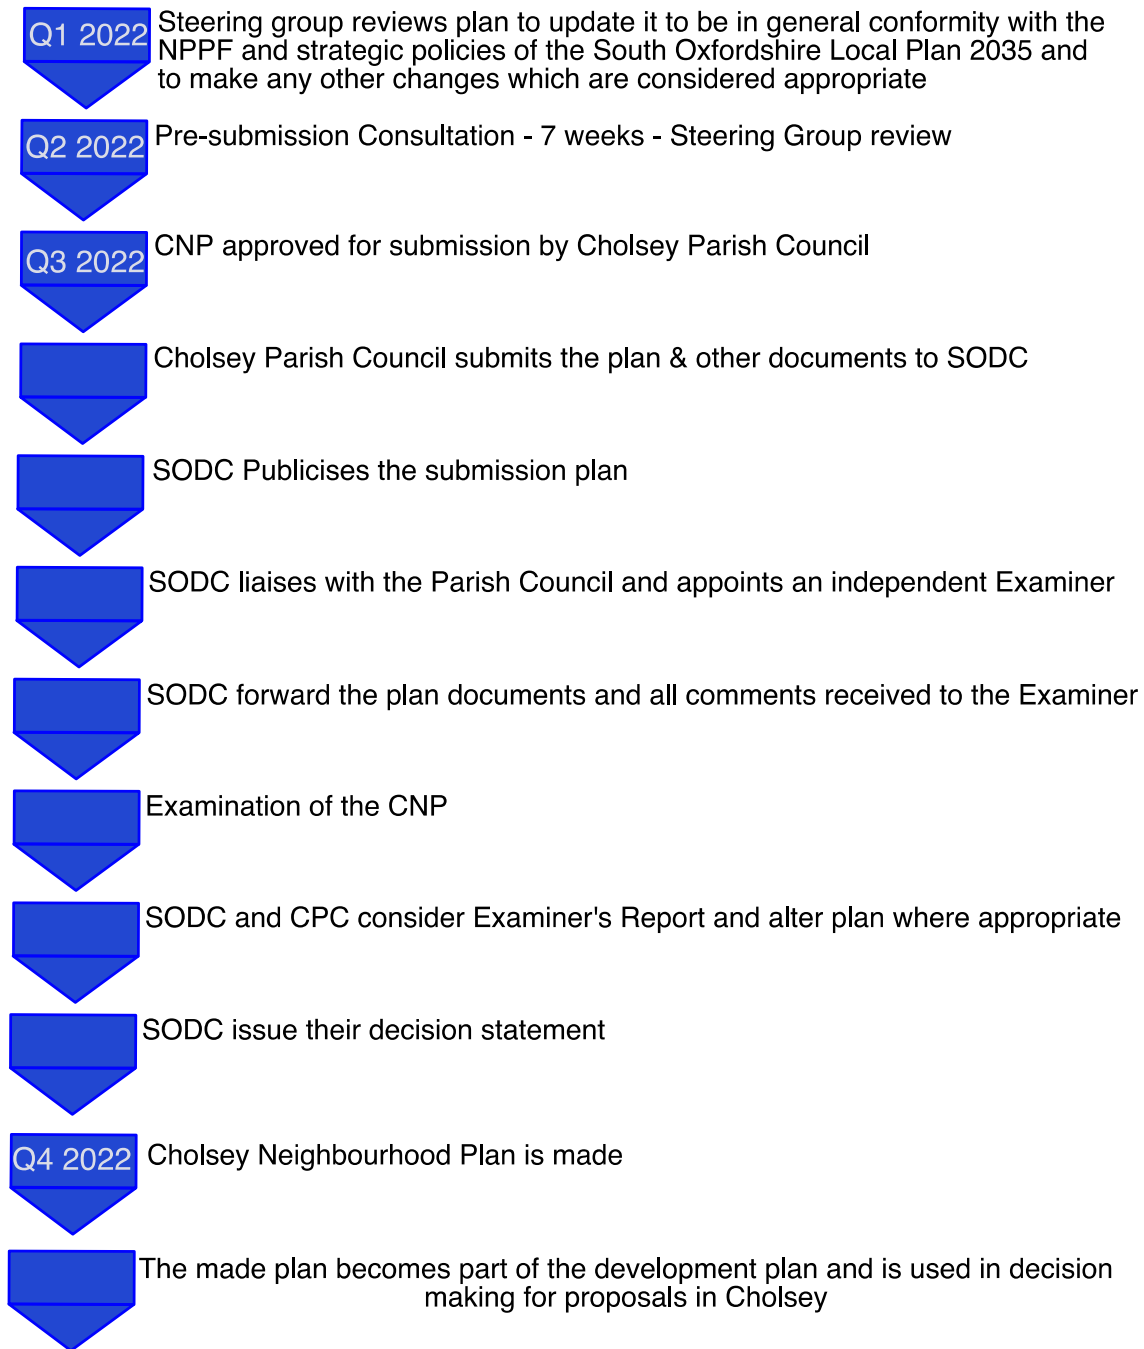 Q1 2022
Steering group reviews plan to update it to be in general conformity with the
NPPF and strategic policies of the South Oxfordshire Local Plan 2035 and
to make any other changes which are considered appropriate
Q2 2022
Pre-submission Consultation - 7 weeks - Steering Group review
Q3 2022
CNP approved for submission by Cholsey Parish Council
Cholsey Parish Council submits the plan & other documents to SODC
SODC Publicises the submission plan
SODC liaises with the Parish Council and appoints an independent Examiner
SODC forward the plan documents and all comments received to the Examiner
Examination of the CNP
SODC and CPC consider Examiner's Report and alter plan where appropriate
SODC issue their decision statement
Q4 2022
Cholsey Neighbourhood Plan is made
The made plan becomes part of the development plan and is used in decision
making for proposals in Cholsey